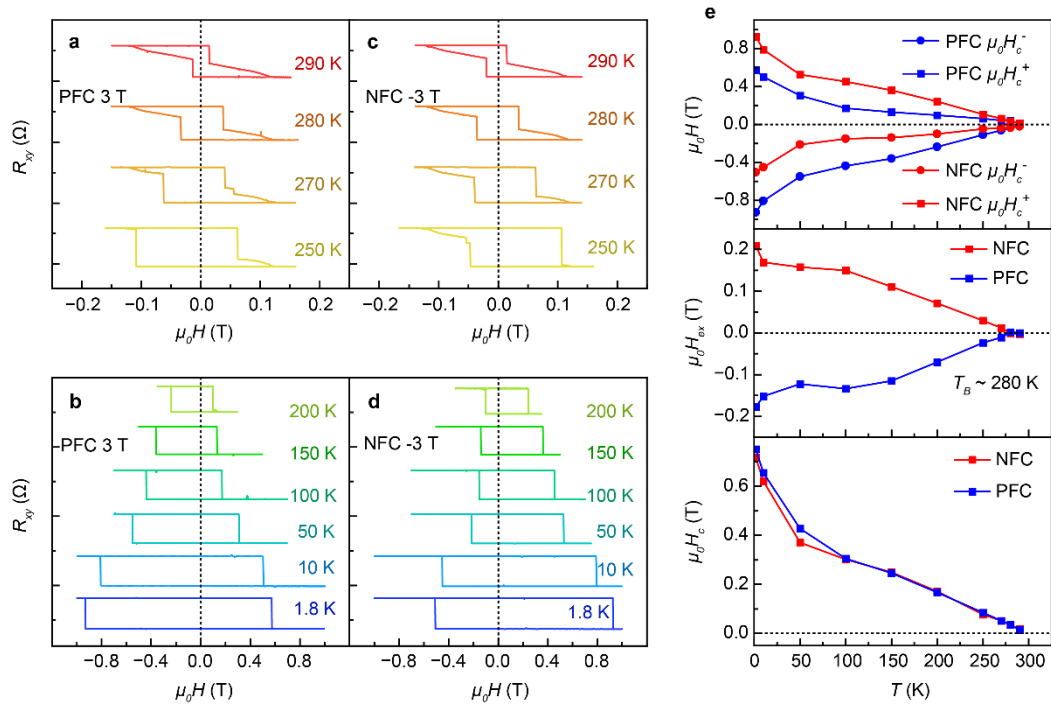 a
PFC 3 T
290 K
280 K
270 K
250 K
Rxy (Ω)
−0.2 −0.1 0.0 0.1 0.2
μ0H (T)
c
NFC -3 T
290 K
280 K
270 K
250 K
−0.2 −0.1 0.0 0.1 0.2
μ0H (T)
b
PFC 3 T
200 K
150 K
100 K
50 K
10 K
1.8 K
Rxy (Ω)
−0.8 −0.4 0.0 0.4 0.8
μ0H (T)
d
NFC -3 T
200 K
150 K
100 K
50 K
10 K
1.8 K
−0.8 −0.4 0.0 0.4 0.8
μ0H (T)
e
PFC μ0Hc-
PFC μ0Hc+
NFC μ0Hc-
NFC μ0Hc+
0.8
0.4
0.0
-0.4
-0.8
μ0H (T)
NFC
PFC
0.2
0.1
0.0
-0.1
-0.2
μ0Hex (T)
TB ~ 280 K
NFC
PFC
0.6
0.4
0.2
0.0
μ0Hc (T)
0 50 100 150 200 250 300
T (K)